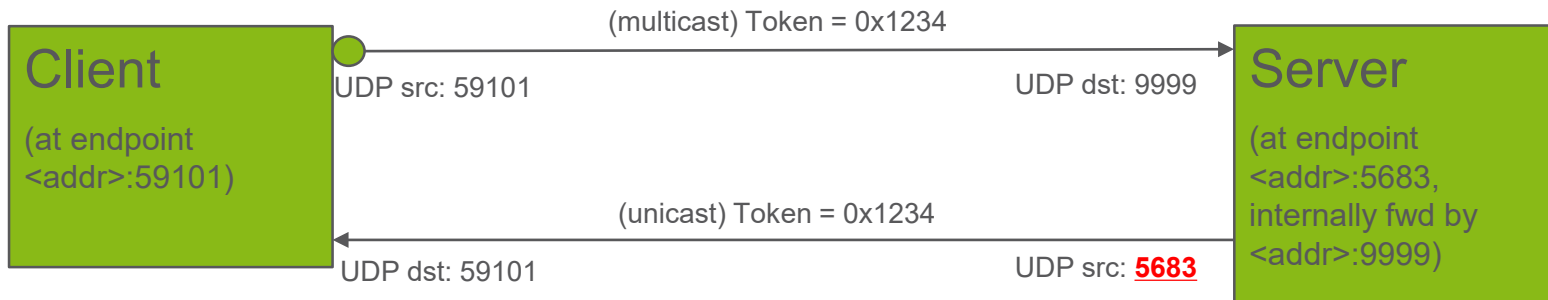 (multicast) Token = 0x1234
Client
(at endpoint
<addr>:59101)
UDP src: 59101
UDP dst: 9999
Server
(at endpoint
<addr>:5683,
internally fwd by
<addr>:9999)
(unicast) Token = 0x1234
UDP dst: 59101
UDP src: 5683